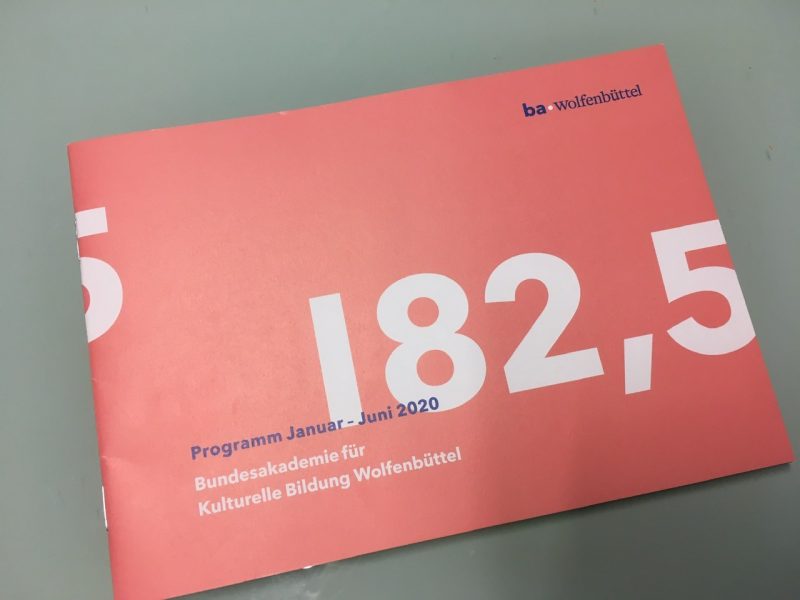 ba•wolfenbüttel
5
182,5
Programm Januar – Juni 2020
Bundesakademie für
Kulturelle Bildung Wolfenbüttel